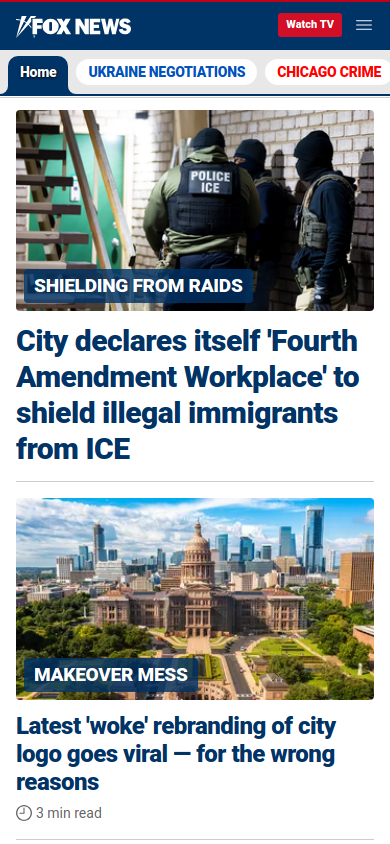 FOX NEWS
Watch TV
Home
UKRAINE NEGOTIATIONS
CHICAGO CRIME
POLICE
ICE
SHIELDING FROM RAIDS
City declares itself 'Fourth
Amendment Workplace' to
shield illegal immigrants
from ICE
MAKEOVER MESS
Latest 'woke' rebranding of city
logo goes viral — for the wrong
reasons
3 min read